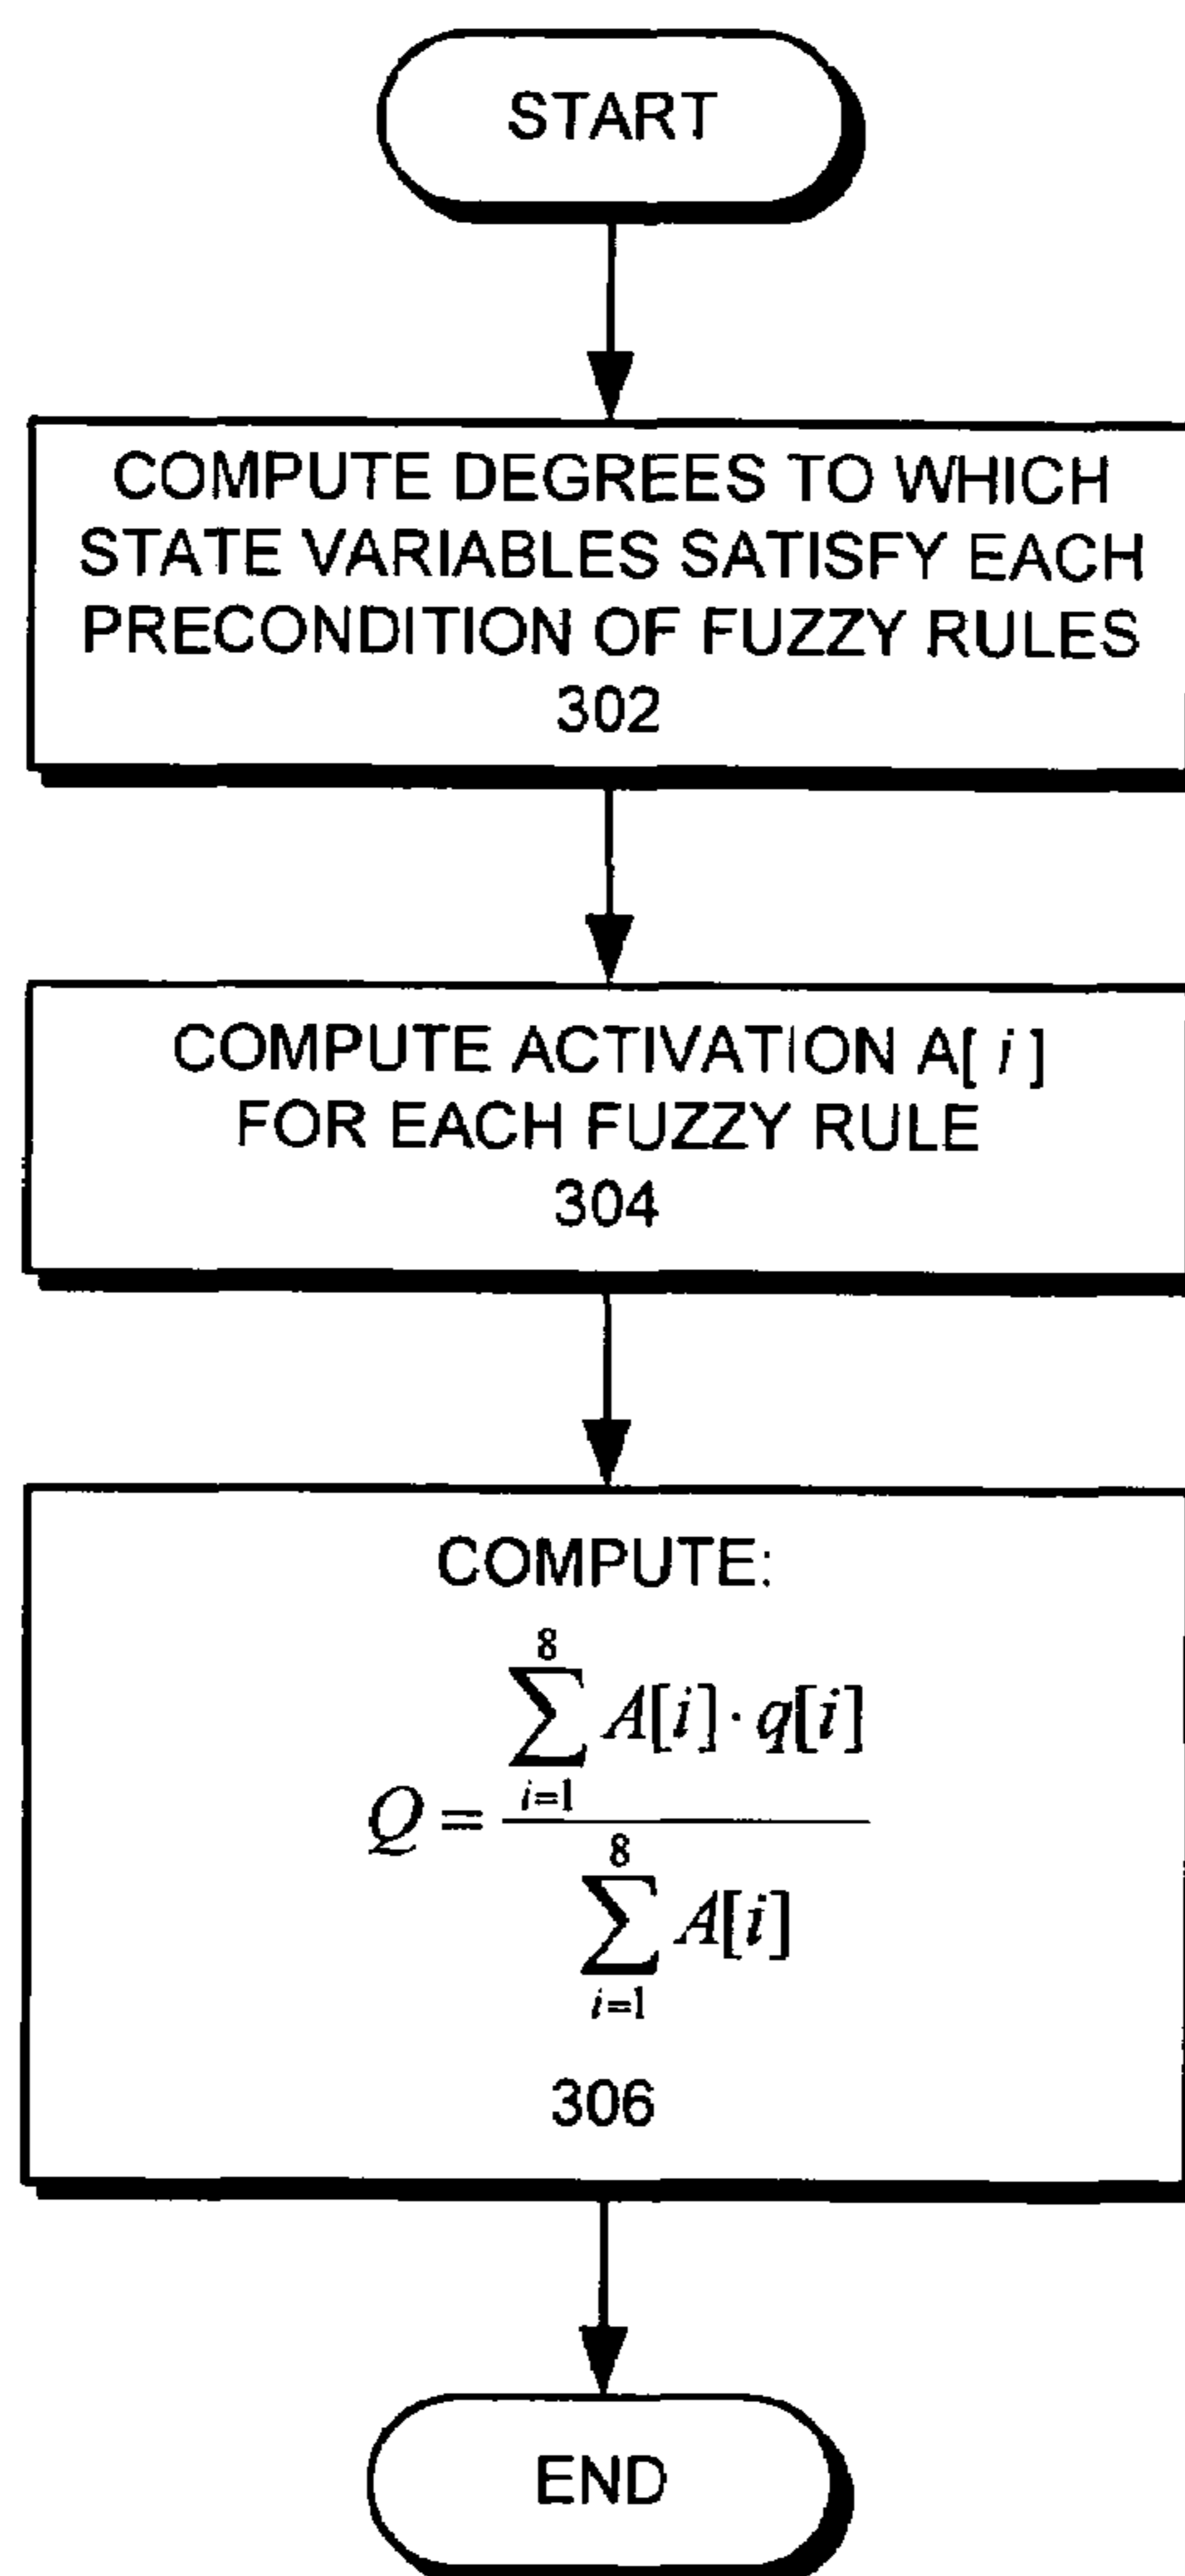 START
COMPUTE DEGREES TO WHICH
STATE VARIABLES SATISFY EACH
PRECONDITION OF FUZZY RULES
302
COMPUTE ACTIVATION A[ i ]
FOR EACH FUZZY RULE
304
COMPUTE:
8
∑ A[i] · q[i]
i=1
Q =
8
∑ A[i]
i=1
306
END